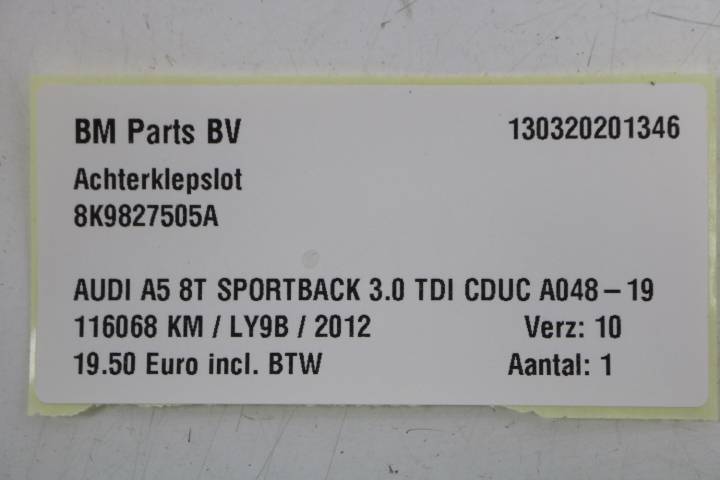 BM Parts BV 130320201346
Achterklepslot
8K9827505A
AUDI A5 8T SPORTBACK 3.0 TDI CDUC A048-19
116068 KM / LY9B / 2012 Verz: 10
19.50 Euro incl. BTW Aantal: 1